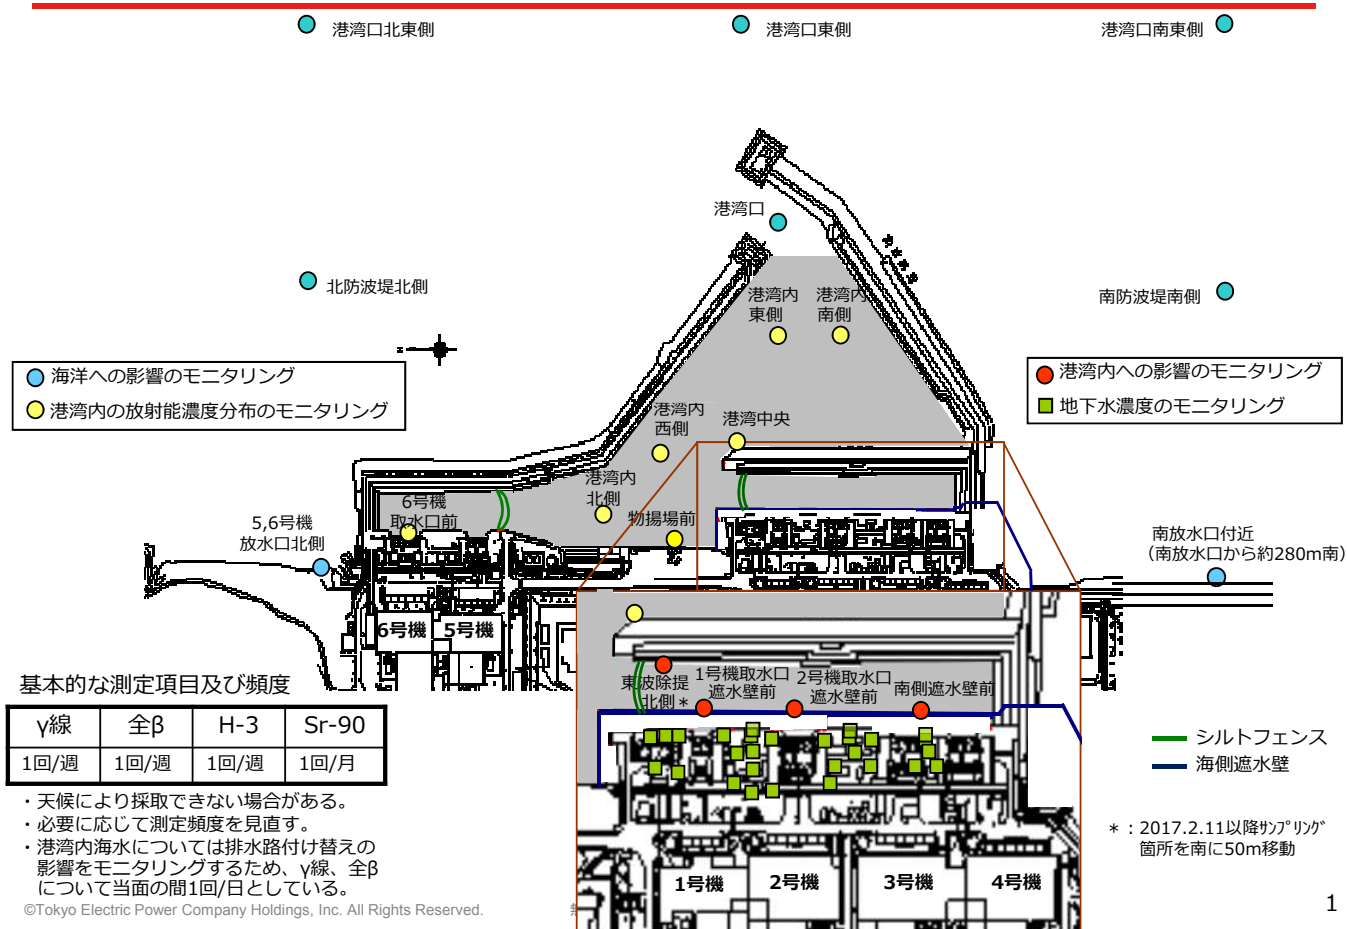 港湾口北東側
港湾口東側
港湾口南東側
港湾口
北防波堤北側
港湾内
東側
港湾内
南側
南防波堤南側
海洋への影響のモニタリング
港湾内の放射能濃度分布のモニタリング
港湾内への影響のモニタリング
地下水濃度のモニタリング
港湾内
西側
港湾中央
港湾内
北側
6号機
取水口前
物揚場前
5,6号機
放水口北側
南放水口付近
（南放水口から約280m南）
6号機
5号機
東波除堤
北側＊
1号機取水口
遮水壁前
2号機取水口
遮水壁前
南側遮水壁前
基本的な測定項目及び頻度
γ線 全β H-3 Sr-90
1回/週 1回/週 1回/週 1回/月
・天候により採取できない場合がある。
・必要に応じて測定頻度を見直す。
・港湾内海水については排水路付け替えの
影響をモニタリングするため、γ線、全β
について当面の間1回/日としている。
シルトフェンス
海側遮水壁
＊：2017.2.11以降ｻﾝﾌﾟﾘﾝｸﾞ
箇所を南に50m移動
1号機
2号機
3号機
4号機
©Tokyo Electric Power Company Holdings, Inc. All Rights Reserved.
1